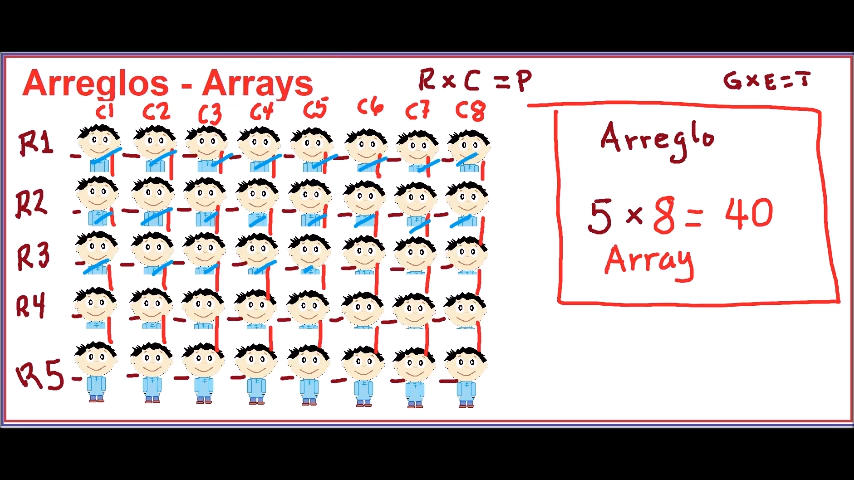 Arreglos - Arrays
R × C = P
G×E=T
C1 C2 C3 C4 C5 C6 C7 C8
R1
R2
R3
R4
R5
Arreglo
5 × 8 = 40
Array